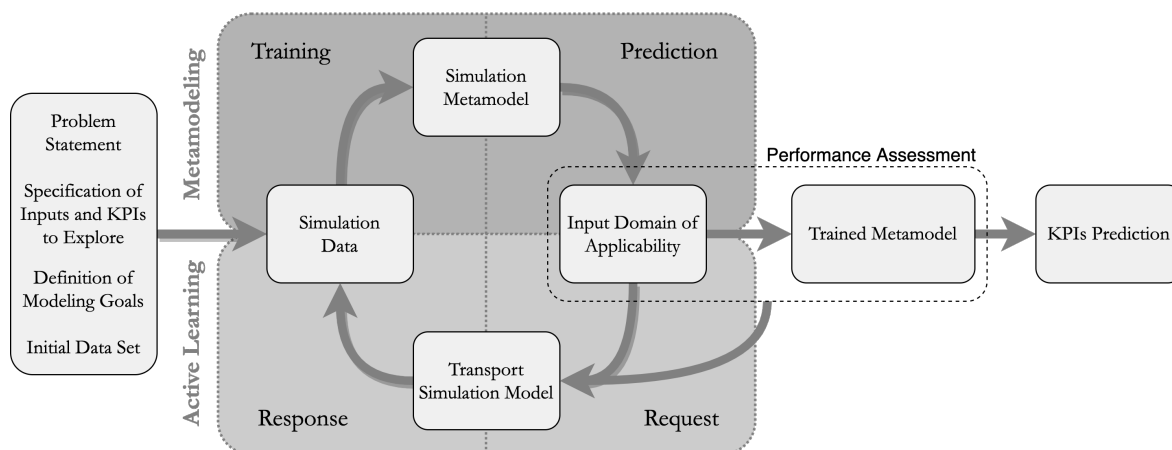 Metamodeling
Training
Prediction
Simulation
Metamodel
Problem
Statement
Specification of
Inputs and KPIs
to Explore
Definition of
Modeling Goals
Initial Data Set
Simulation
Data
Performance Assessment
Input Domain of
Applicability
Trained Metamodel
KPIs Prediction
Active Learning
Transport
Simulation Model
Response
Request